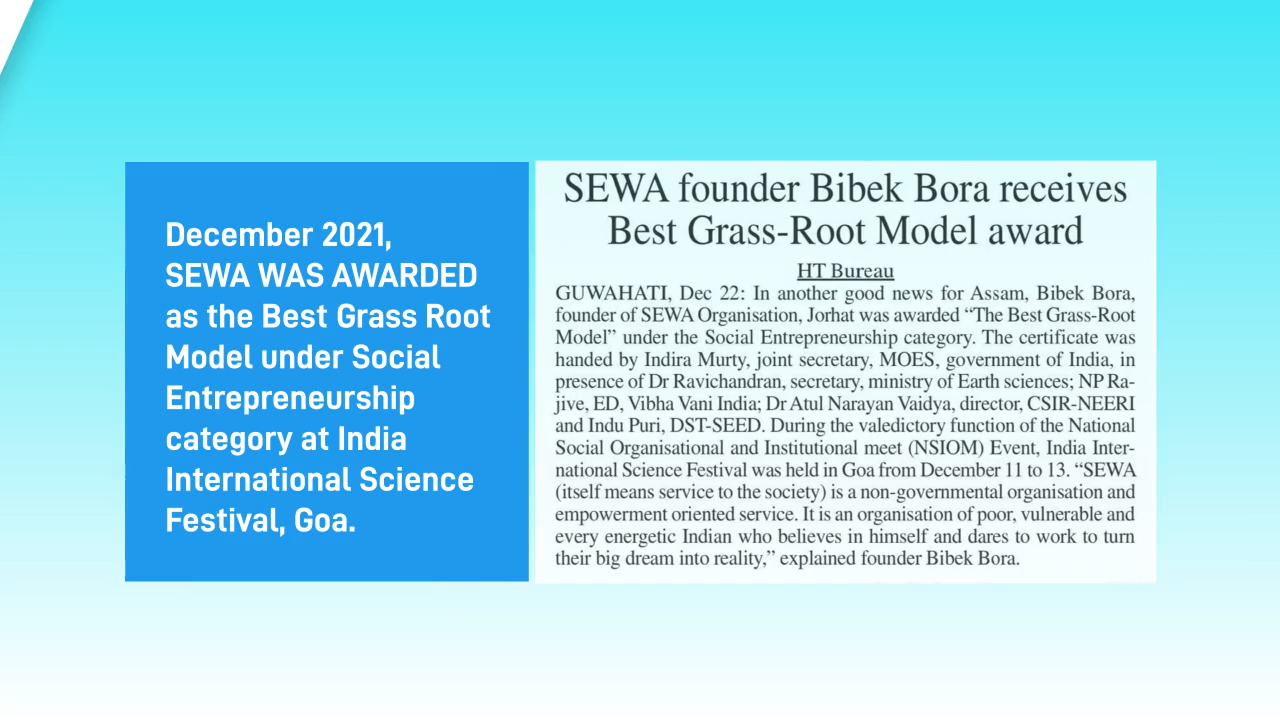 December 2021,
SEWA WAS AWARDED
as the Best Grass Root
Model under Social
Entrepreneurship
category at India
International Science
Festival, Goa.
SEWA founder Bibek Bora receives
Best Grass-Root Model award
HT Bureau
GUWAHATI, Dec 22: In another good news for Assam, Bibek Bora,
founder of SEWA Organisation, Jorhat was awarded “The Best Grass-Root
Model” under the Social Entrepreneurship category. The certificate was
handed by Indira Murty, joint secretary, MOES, government of India, in
presence of Dr Ravichandran, secretary, ministry of Earth sciences; NP Ra-
jive, ED, Vibha Vani India; Dr Atul Narayan Vaidya, director, CSIR-NEERI
and Indu Puri, DST-SEED. During the valedictory function of the National
Social Organisational and Institutional meet (NSIOM) Event, India Inter-
national Science Festival was held in Goa from December 11 to 13. “SEWA
(itself means service to the society) is a non-governmental organisation and
empowerment oriented service. It is an organisation of poor, vulnerable and
every energetic Indian who believes in himself and dares to work to turn
their big dream into reality,” explained founder Bibek Bora.